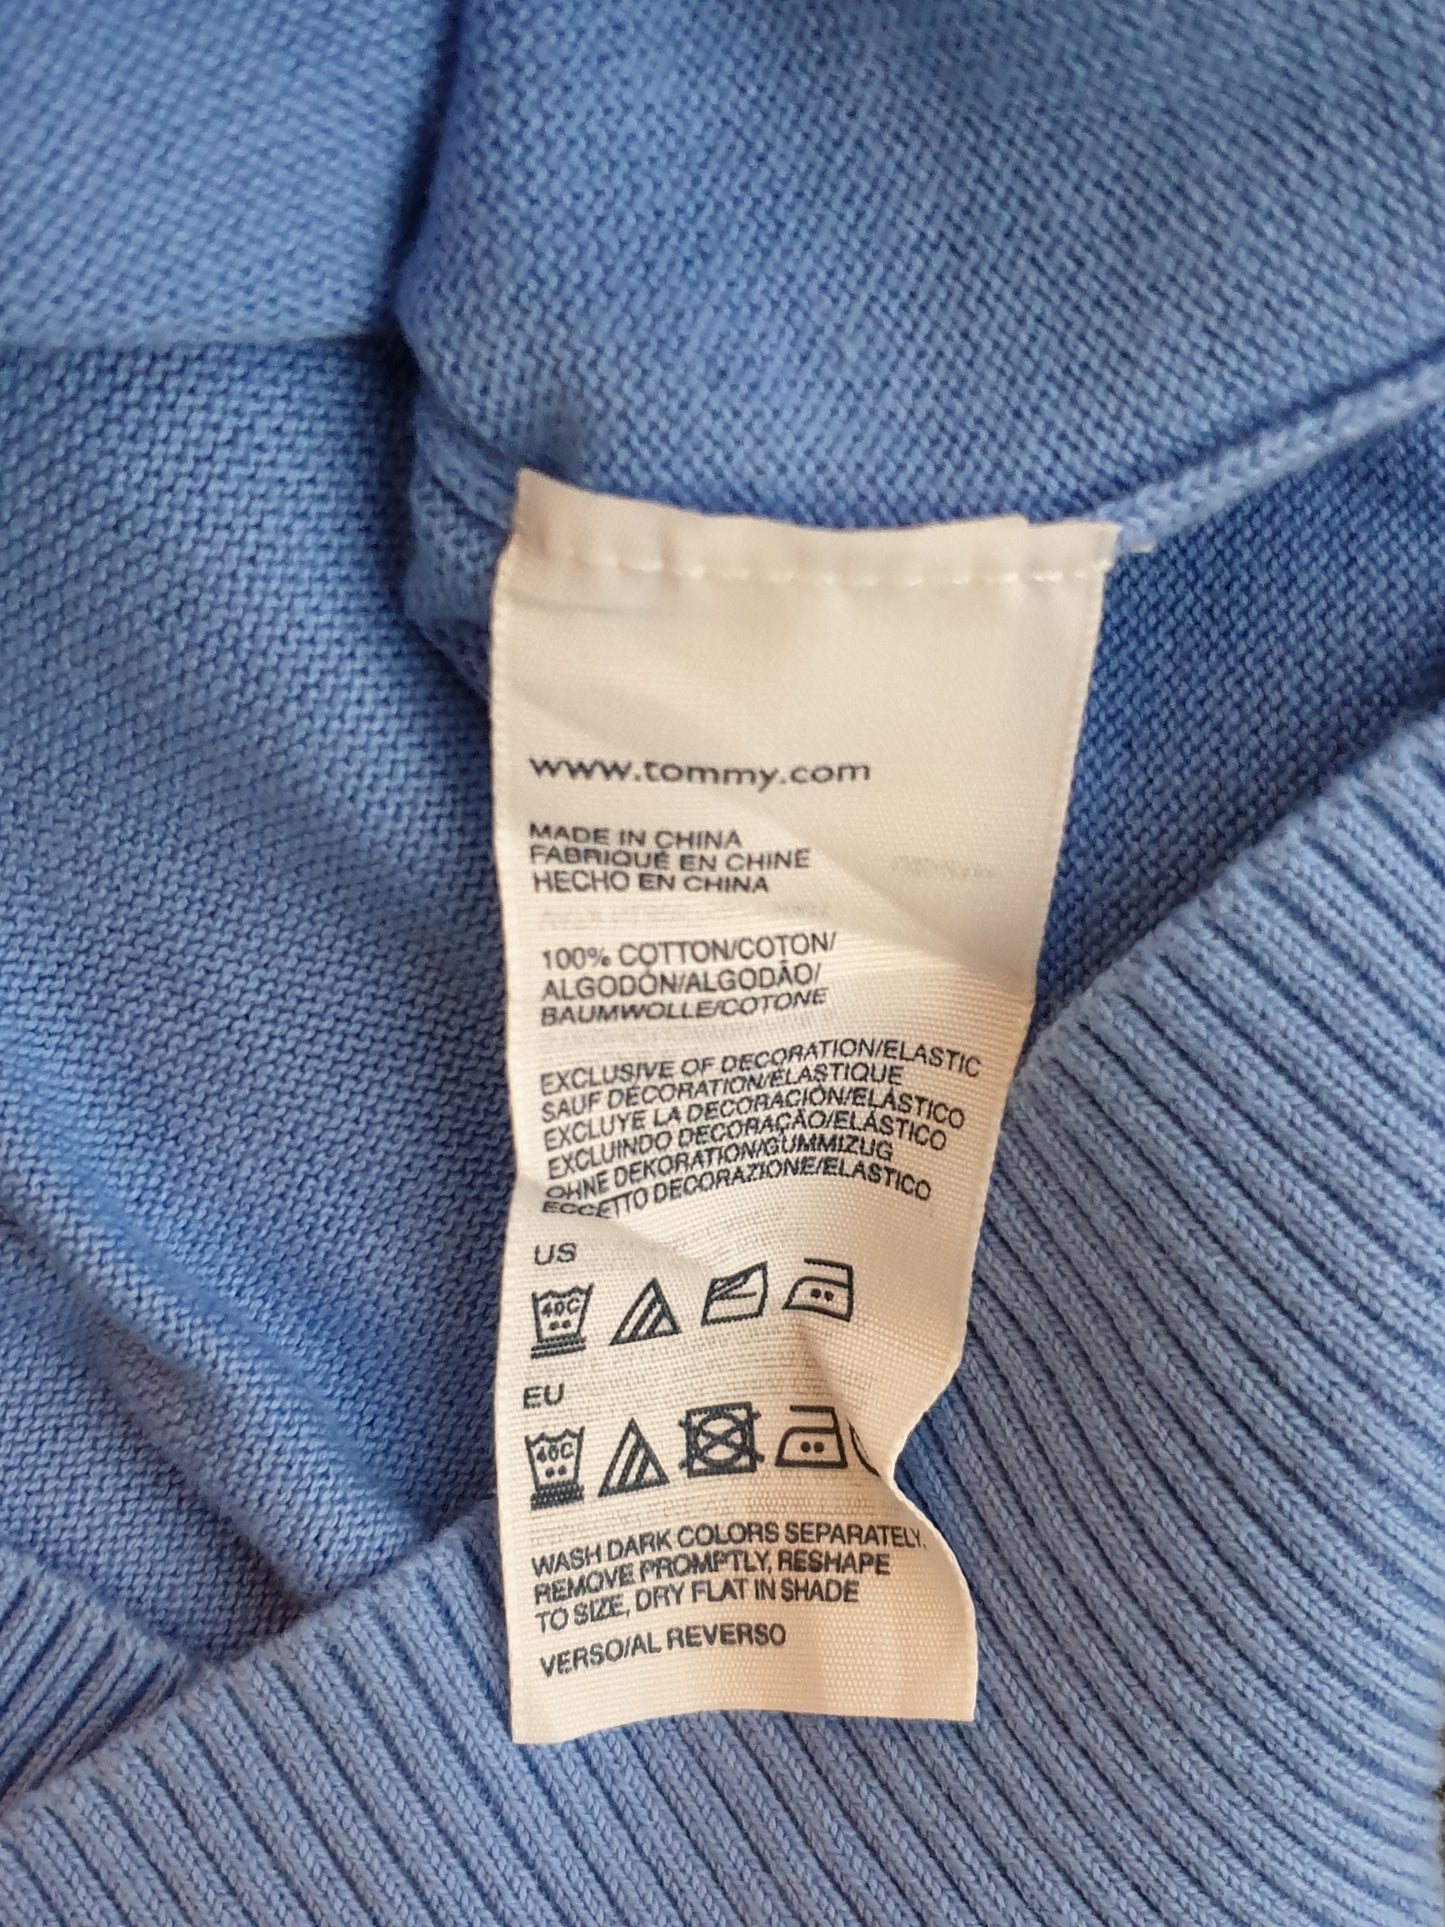 www.tommy.com
MADE IN CHINA
FABRIQUÉ EN CHINE
HECHO EN CHINA
100% COTTON/COTON/
ALGODÓN/ALGODÃO/
BAUMWOLLE/COTONE
EXCLUSIVE OF DECORATION/ELASTIC
SAUF DÉCORATION/ÉLASTIQUE
EXCLUYE LA DECORACIÓN/ELÁSTICO
EXCLUINDO DECORAÇÃO/ELÁSTICO
OHNE DEKORATION/GUMMIZUG
ECCETTO DECORAZIONE/ELASTICO
US
40C
EU
40C
WASH DARK COLORS SEPARATELY.
REMOVE PROMPTLY, RESHAPE
TO SIZE, DRY FLAT IN SHADE
VERSO/AL REVERSO